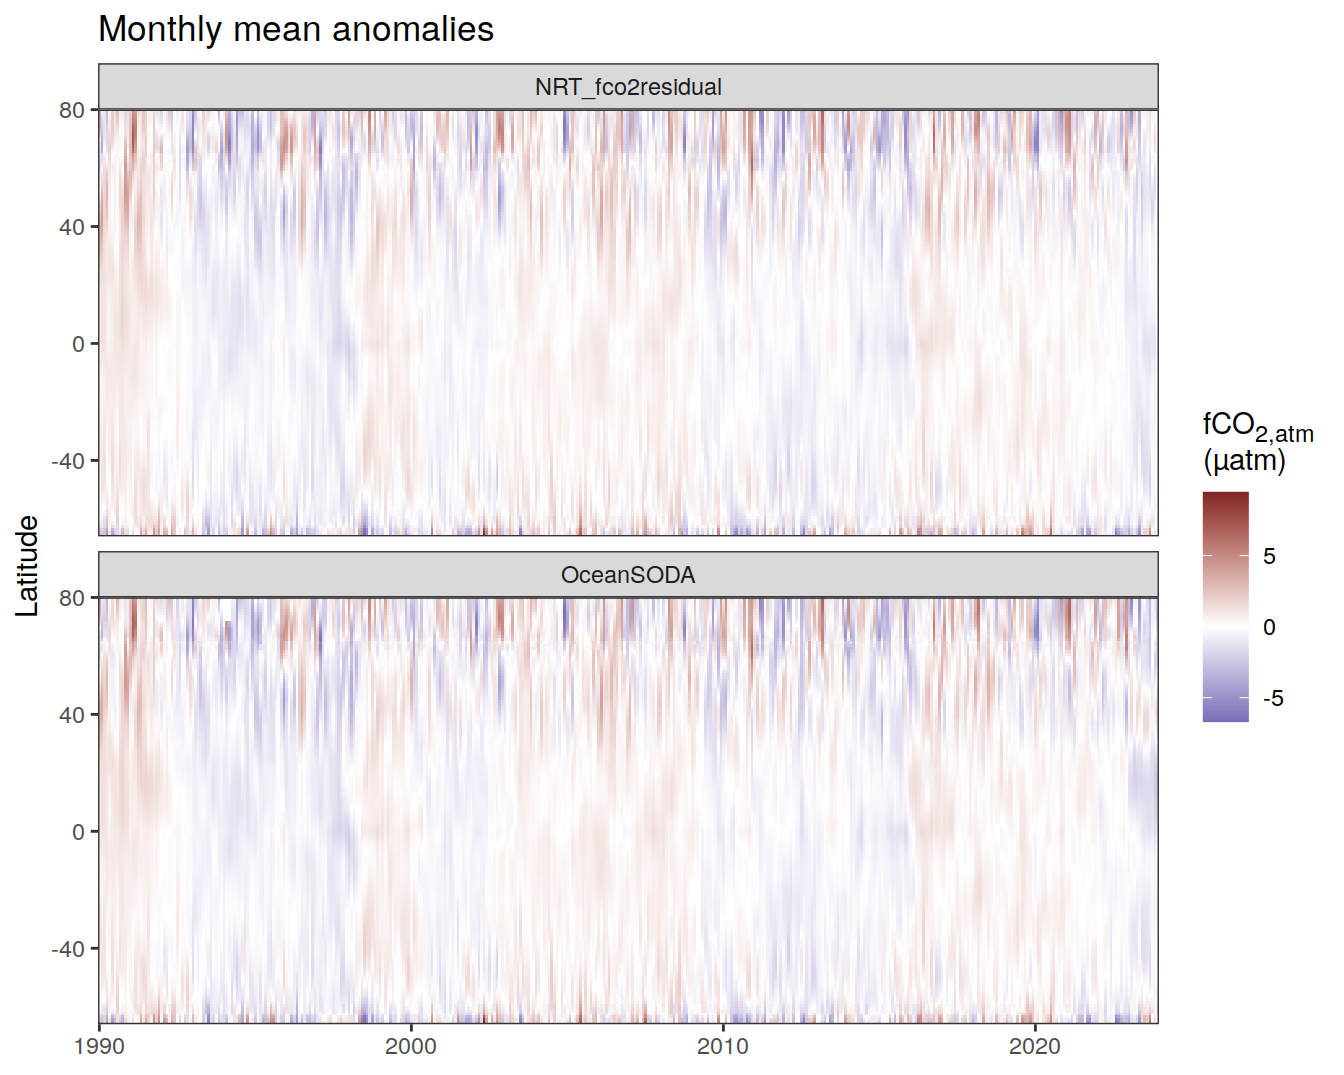 Monthly mean anomalies
NRT_fco2residual
80
40
0
-40
OceanSODA
80
40
0
-40
Latitude
1990
2000
2010
2020
fCO2,atm
(µatm)
5
0
-5